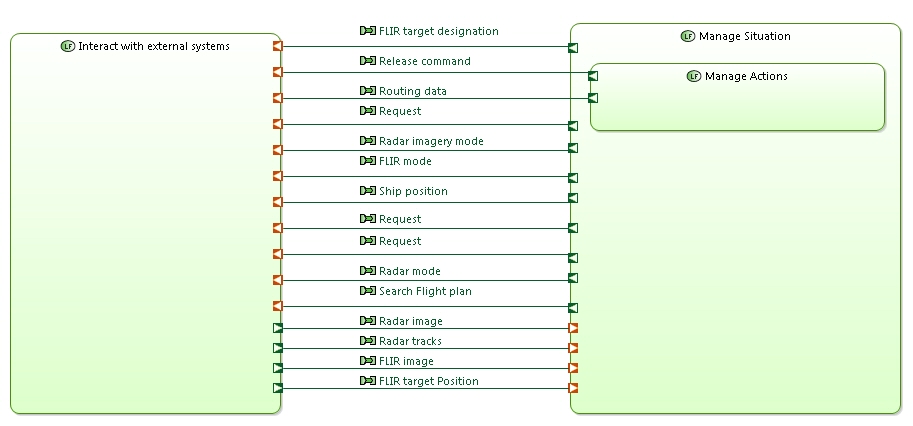 LF Interact with external systems
LF Manage Situation
LF Manage Actions
FLIR target designation
Release command
Routing data
Request
Radar imagery mode
FLIR mode
Ship position
Request
Request
Radar mode
Search Flight plan
Radar image
Radar tracks
FLIR image
FLIR target Position